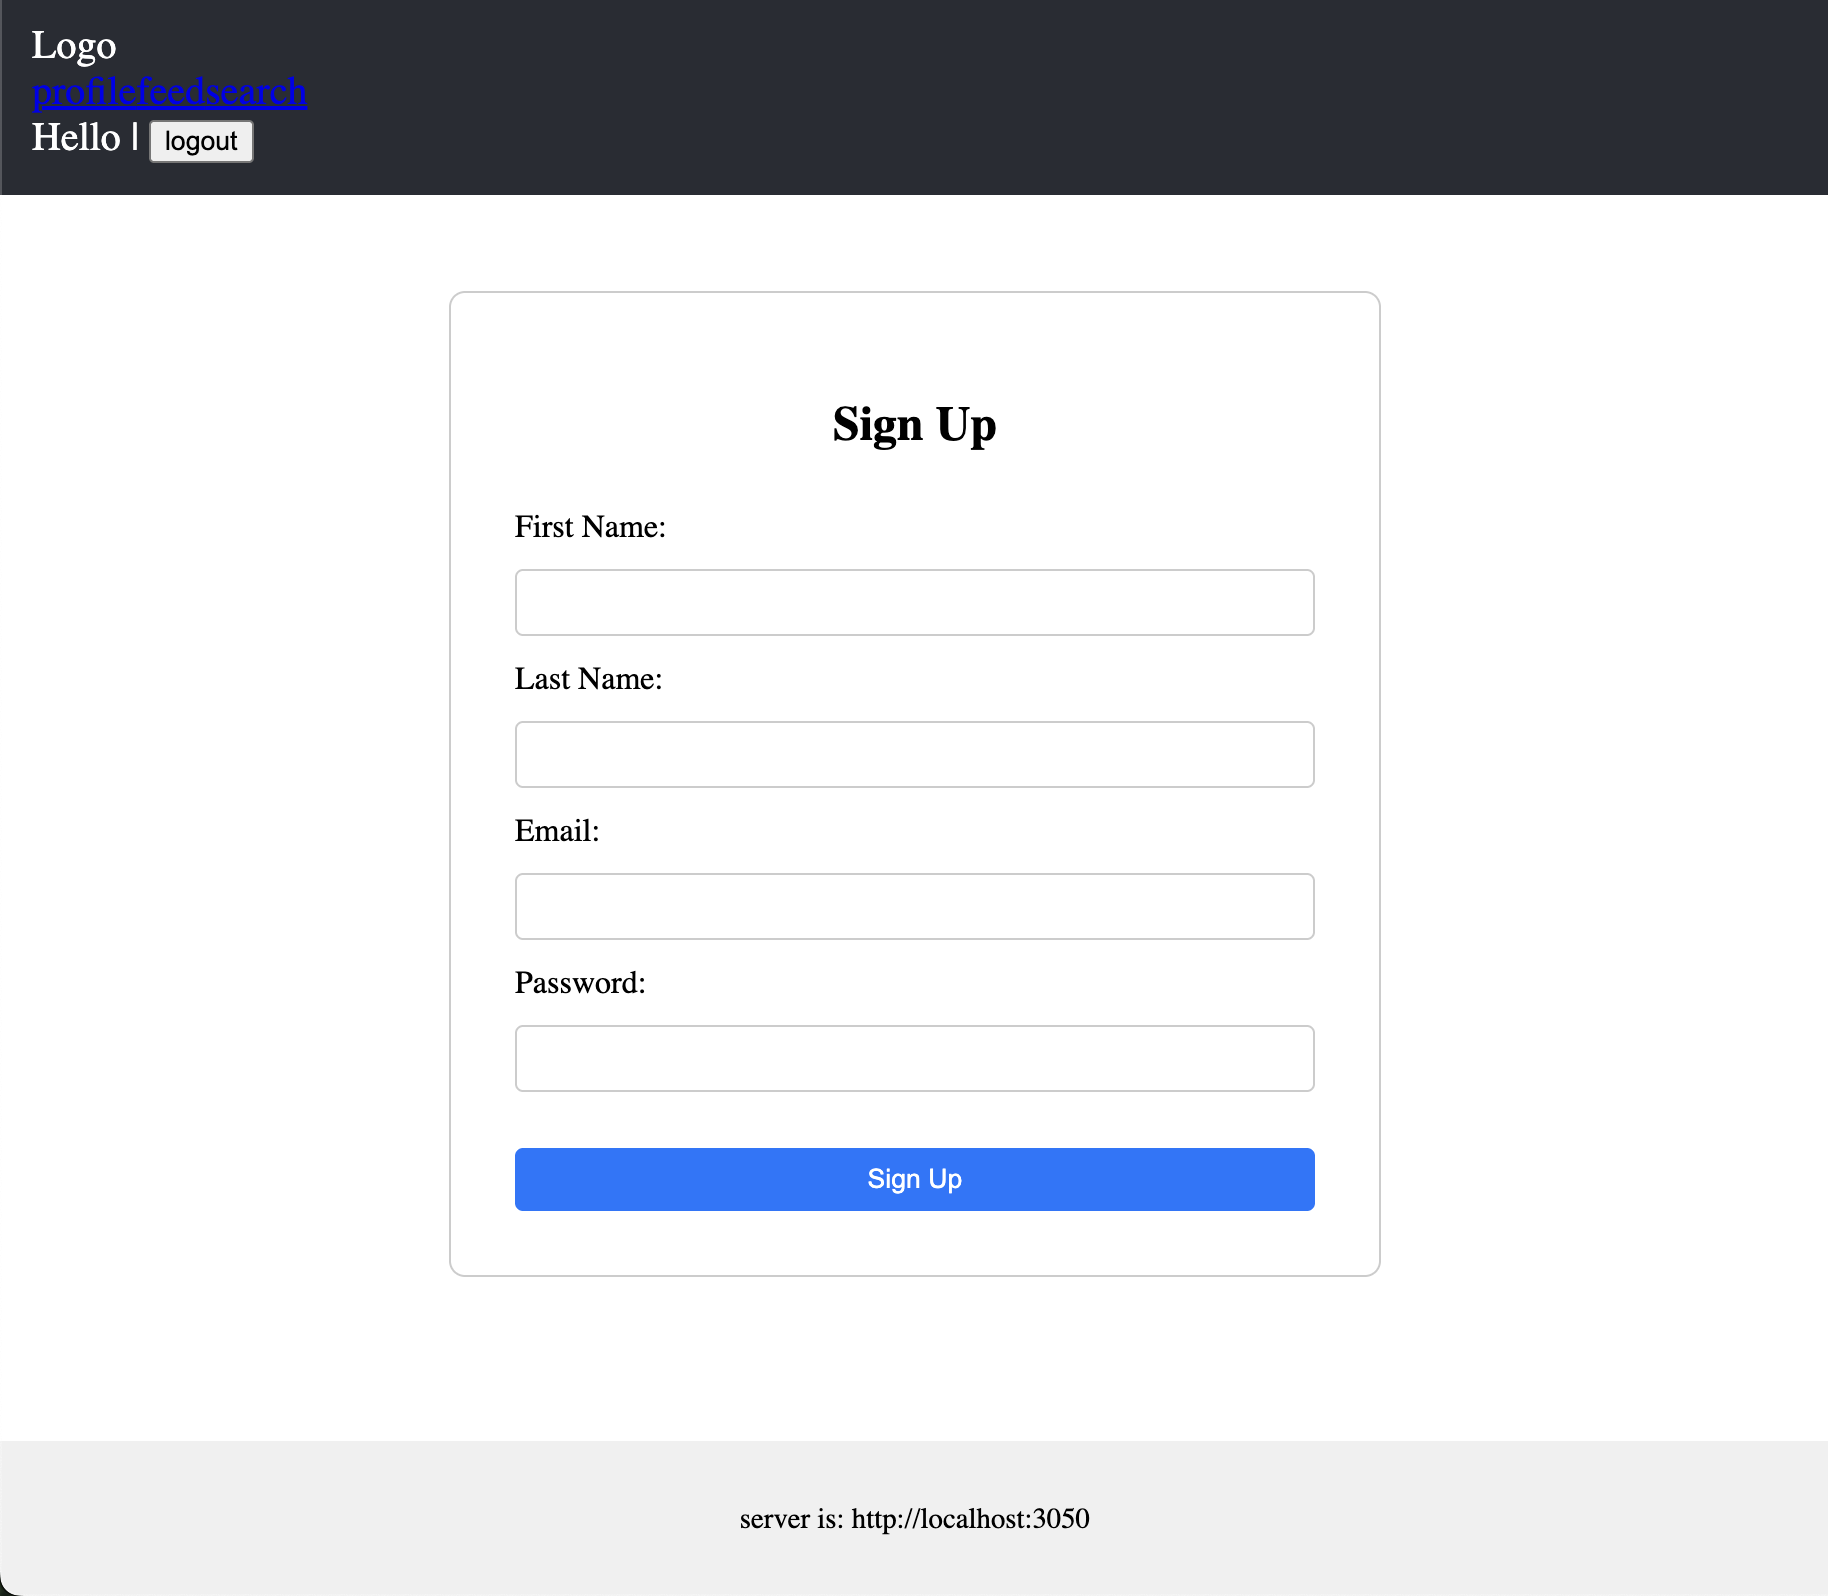 Logo
profilefeedsearch
Hello | logout
Sign Up
First Name:
Last Name:
Email:
Password:
Sign Up
server is: http://localhost:3050